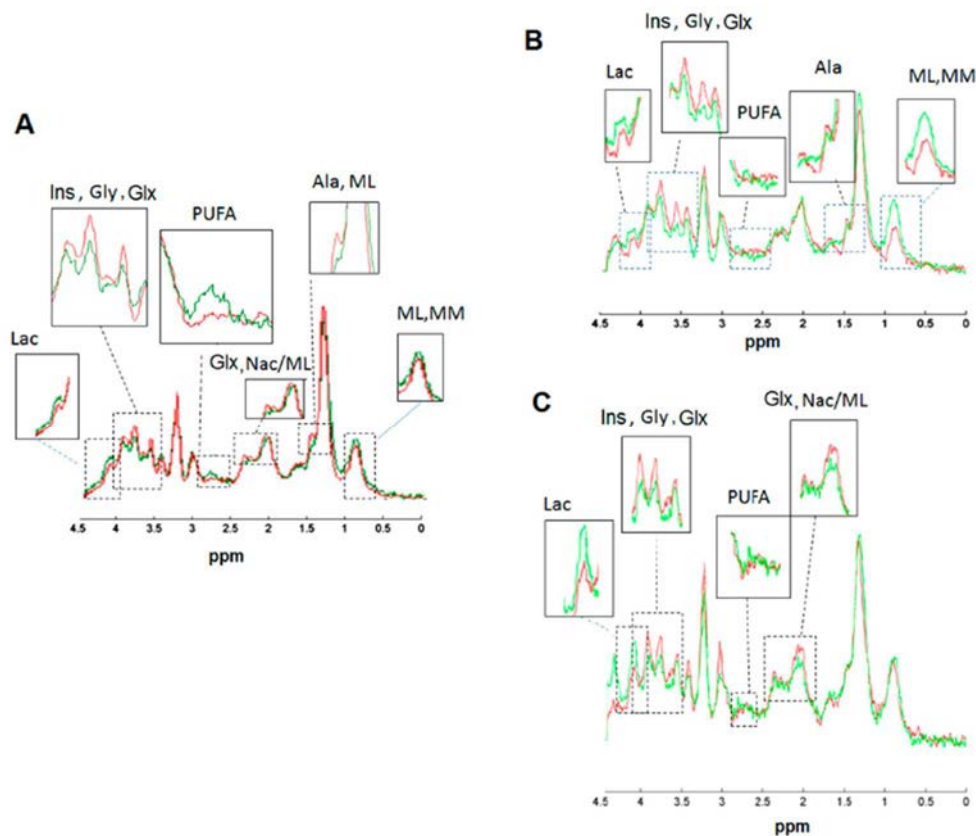 A
Ins, Gly, Glx
PUFA
Ala, ML
Lac
Glx, Nac/ML
ML,MM
4.5 4 3.5 3 2.5 2 1.5 1 0.5 0
ppm
B
Ins, Gly, Glx
Lac
PUFA
Ala
ML,MM
4.5 4 3.5 3 2.5 2 1.5 1 0.5 0
ppm
C
Ins, Gly, Glx
Glx, Nac/ML
Lac
PUFA
4.5 4 3.5 3 2.5 2 1.5 1 0.5 0
ppm